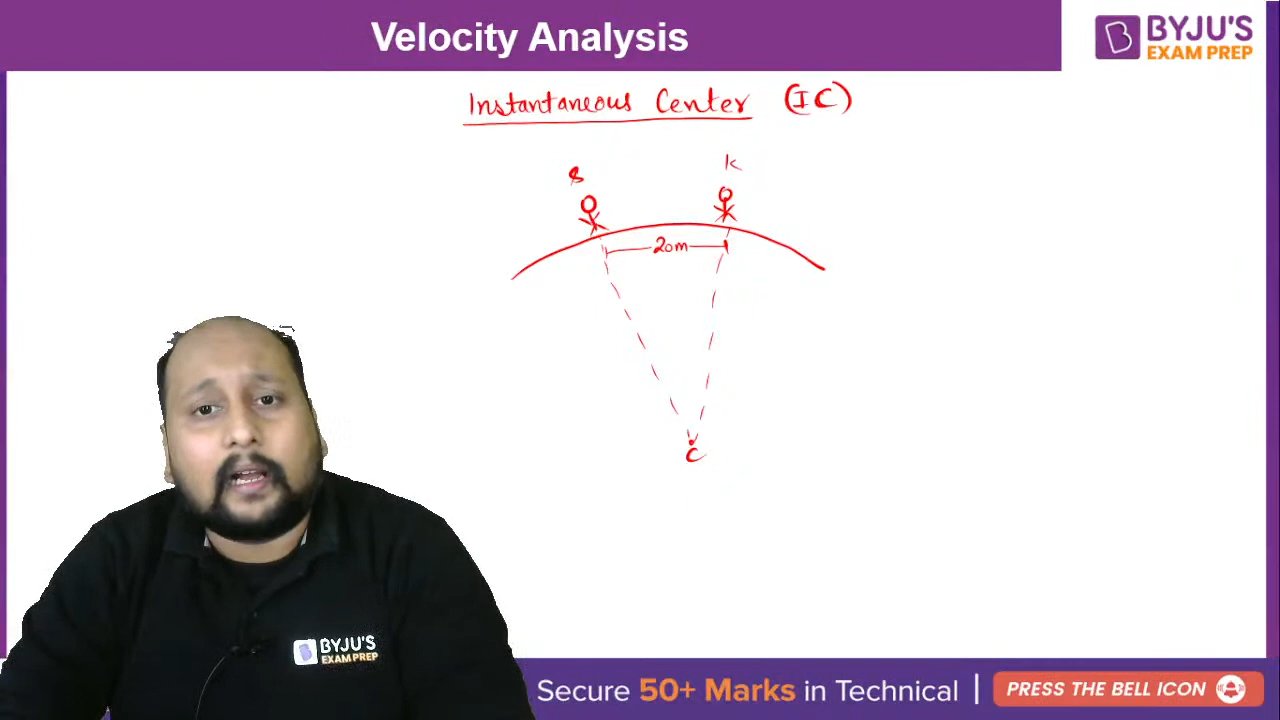 Velocity Analysis
BYJU'S
EXAM PREP
Instantaneous Center (IC)
S
K
20m
C
BYJU'S
EXAM PREP
Secure 50+ Marks in Technical | PRESS THE BELL ICON